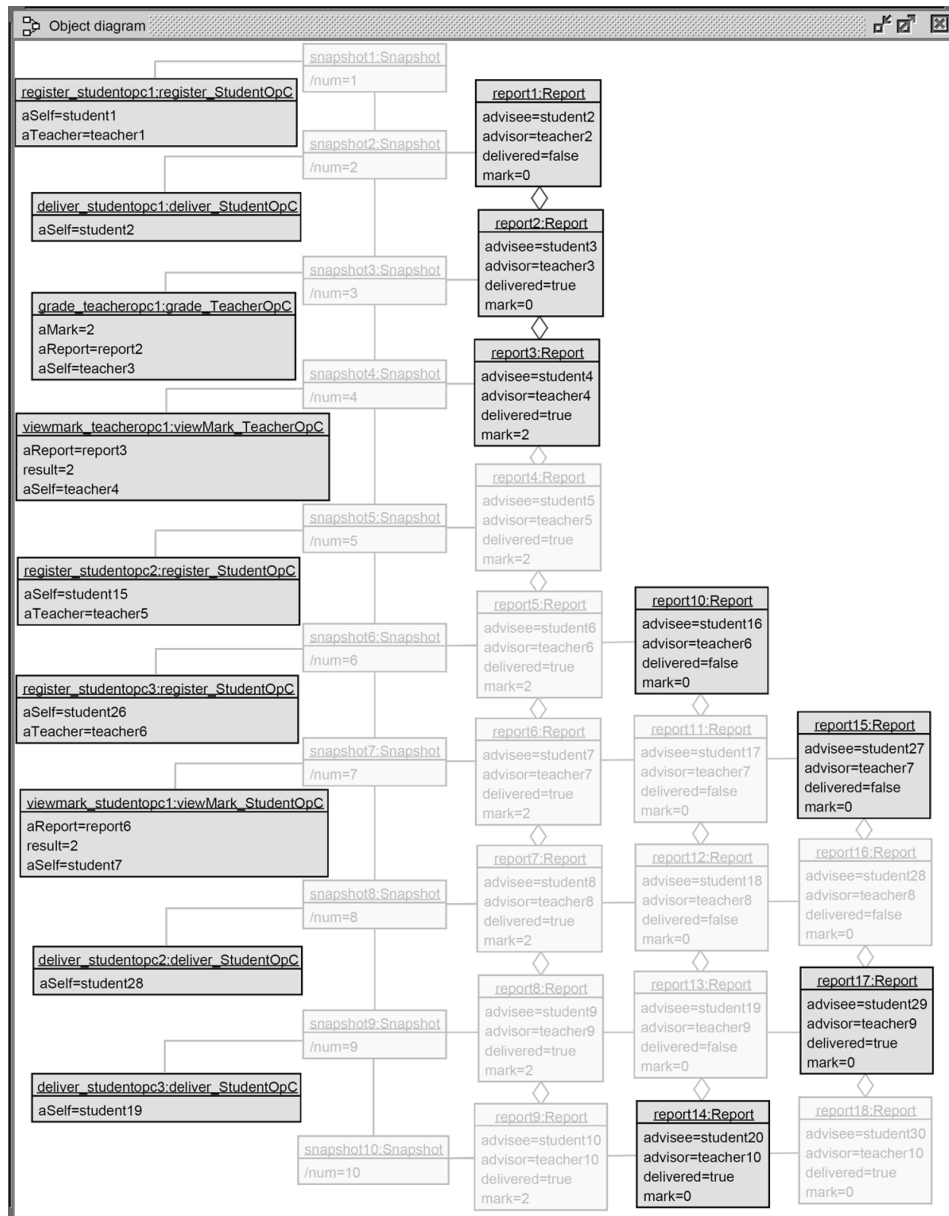 Object diagram
snapshot1:Snapshot
/num=1
register_studentopc1:register_StudentOpC
aSelf=student1
aTeacher=teacher1
report1:Report
advisee=student2
advisor=teacher2
delivered=false
mark=0
snapshot2:Snapshot
/num=2
deliver_studentopc1:deliver_StudentOpC
aSelf=student2
report2:Report
advisee=student3
advisor=teacher3
delivered=true
mark=0
snapshot3:Snapshot
/num=3
grade_teacheropc1:grade_TeacherOpC
aMark=2
aReport=report2
aSelf=teacher3
report3:Report
advisee=student4
advisor=teacher4
delivered=true
mark=2
snapshot4:Snapshot
/num=4
viewmark_teacheropc1:viewMark_TeacherOpC
aReport=report3
result=2
aSelf=teacher4
report4:Report
advisee=student5
advisor=teacher5
delivered=true
mark=2
snapshot5:Snapshot
/num=5
register_studentopc2:register_StudentOpC
aSelf=student15
aTeacher=teacher5
report5:Report
advisee=student6
advisor=teacher6
delivered=true
mark=2
report10:Report
advisee=student16
advisor=teacher6
delivered=false
mark=0
snapshot6:Snapshot
/num=6
register_studentopc3:register_StudentOpC
aSelf=student26
aTeacher=teacher6
report6:Report
advisee=student7
advisor=teacher7
delivered=true
mark=2
report11:Report
advisee=student17
advisor=teacher7
delivered=false
mark=0
report15:Report
advisee=student27
advisor=teacher7
delivered=false
mark=0
snapshot7:Snapshot
/num=7
viewmark_studentopc1:viewMark_StudentOpC
aReport=report6
result=2
aSelf=student7
report7:Report
advisee=student8
advisor=teacher8
delivered=true
mark=2
report12:Report
advisee=student18
advisor=teacher8
delivered=false
mark=0
report16:Report
advisee=student28
advisor=teacher8
delivered=false
mark=0
snapshot8:Snapshot
/num=8
deliver_studentopc2:deliver_StudentOpC
aSelf=student28
report8:Report
advisee=student9
advisor=teacher9
delivered=true
mark=2
report13:Report
advisee=student19
advisor=teacher9
delivered=false
mark=0
report17:Report
advisee=student29
advisor=teacher9
delivered=true
mark=0
snapshot9:Snapshot
/num=9
deliver_studentopc3:deliver_StudentOpC
aSelf=student19
report9:Report
advisee=student10
advisor=teacher10
delivered=true
mark=2
report14:Report
advisee=student20
advisor=teacher10
delivered=true
mark=0
report18:Report
advisee=student30
advisor=teacher10
delivered=true
mark=0
snapshot10:Snapshot
/num=10